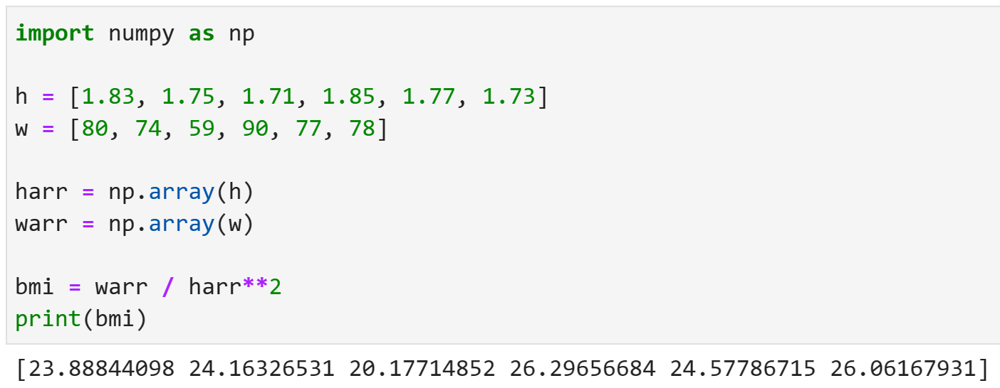 import numpy as np
h = [1.83, 1.75, 1.71, 1.85, 1.77, 1.73]
w = [80, 74, 59, 90, 77, 78]
harr = np.array(h)
warr = np.array(w)
bmi = warr / harr**2
print(bmi)
[23.88844098 24.16326531 20.17714852 26.29656684 24.57786715 26.06167931]